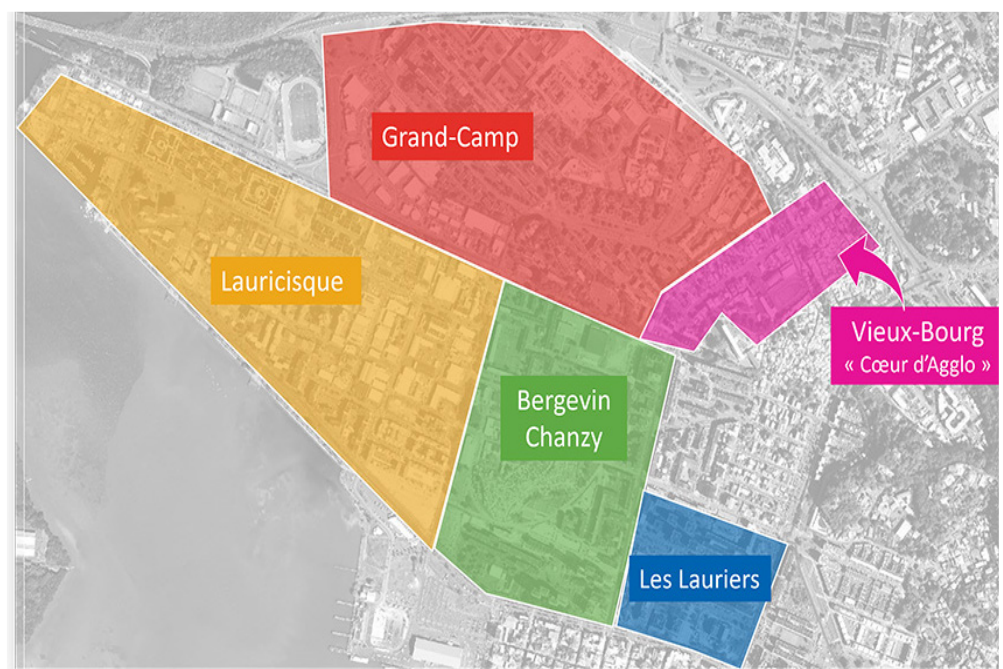 Grand-Camp
Lauricisque
Vieux-Bourg
« Cœur d'Agglo »
Bergevin
Chanzy
Les Lauriers